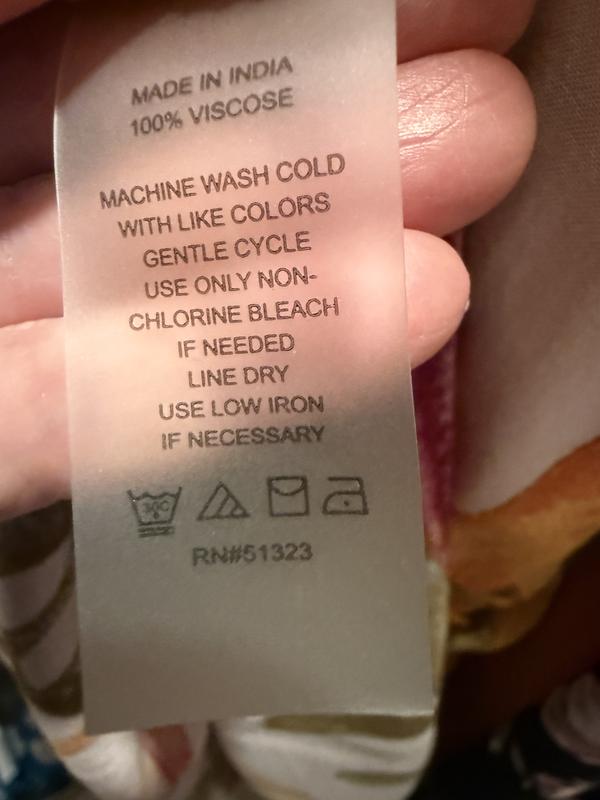 MADE IN INDIA
100% VISCOSE
MACHINE WASH COLD
WITH LIKE COLORS
GENTLE CYCLE
USE ONLY NON-
CHLORINE BLEACH
IF NEEDED
LINE DRY
USE LOW IRON
IF NECESSARY
30C
RN#51323